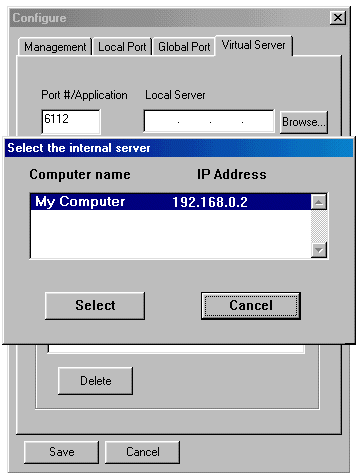 Configure
Management Local Port Global Port Virtual Server
Port #/Application Local Server
6112 . . . Browse...
Select the internal server
Computer name IP Address
My Computer 192.168.0.2
Select Cancel
Delete
Save Cancel